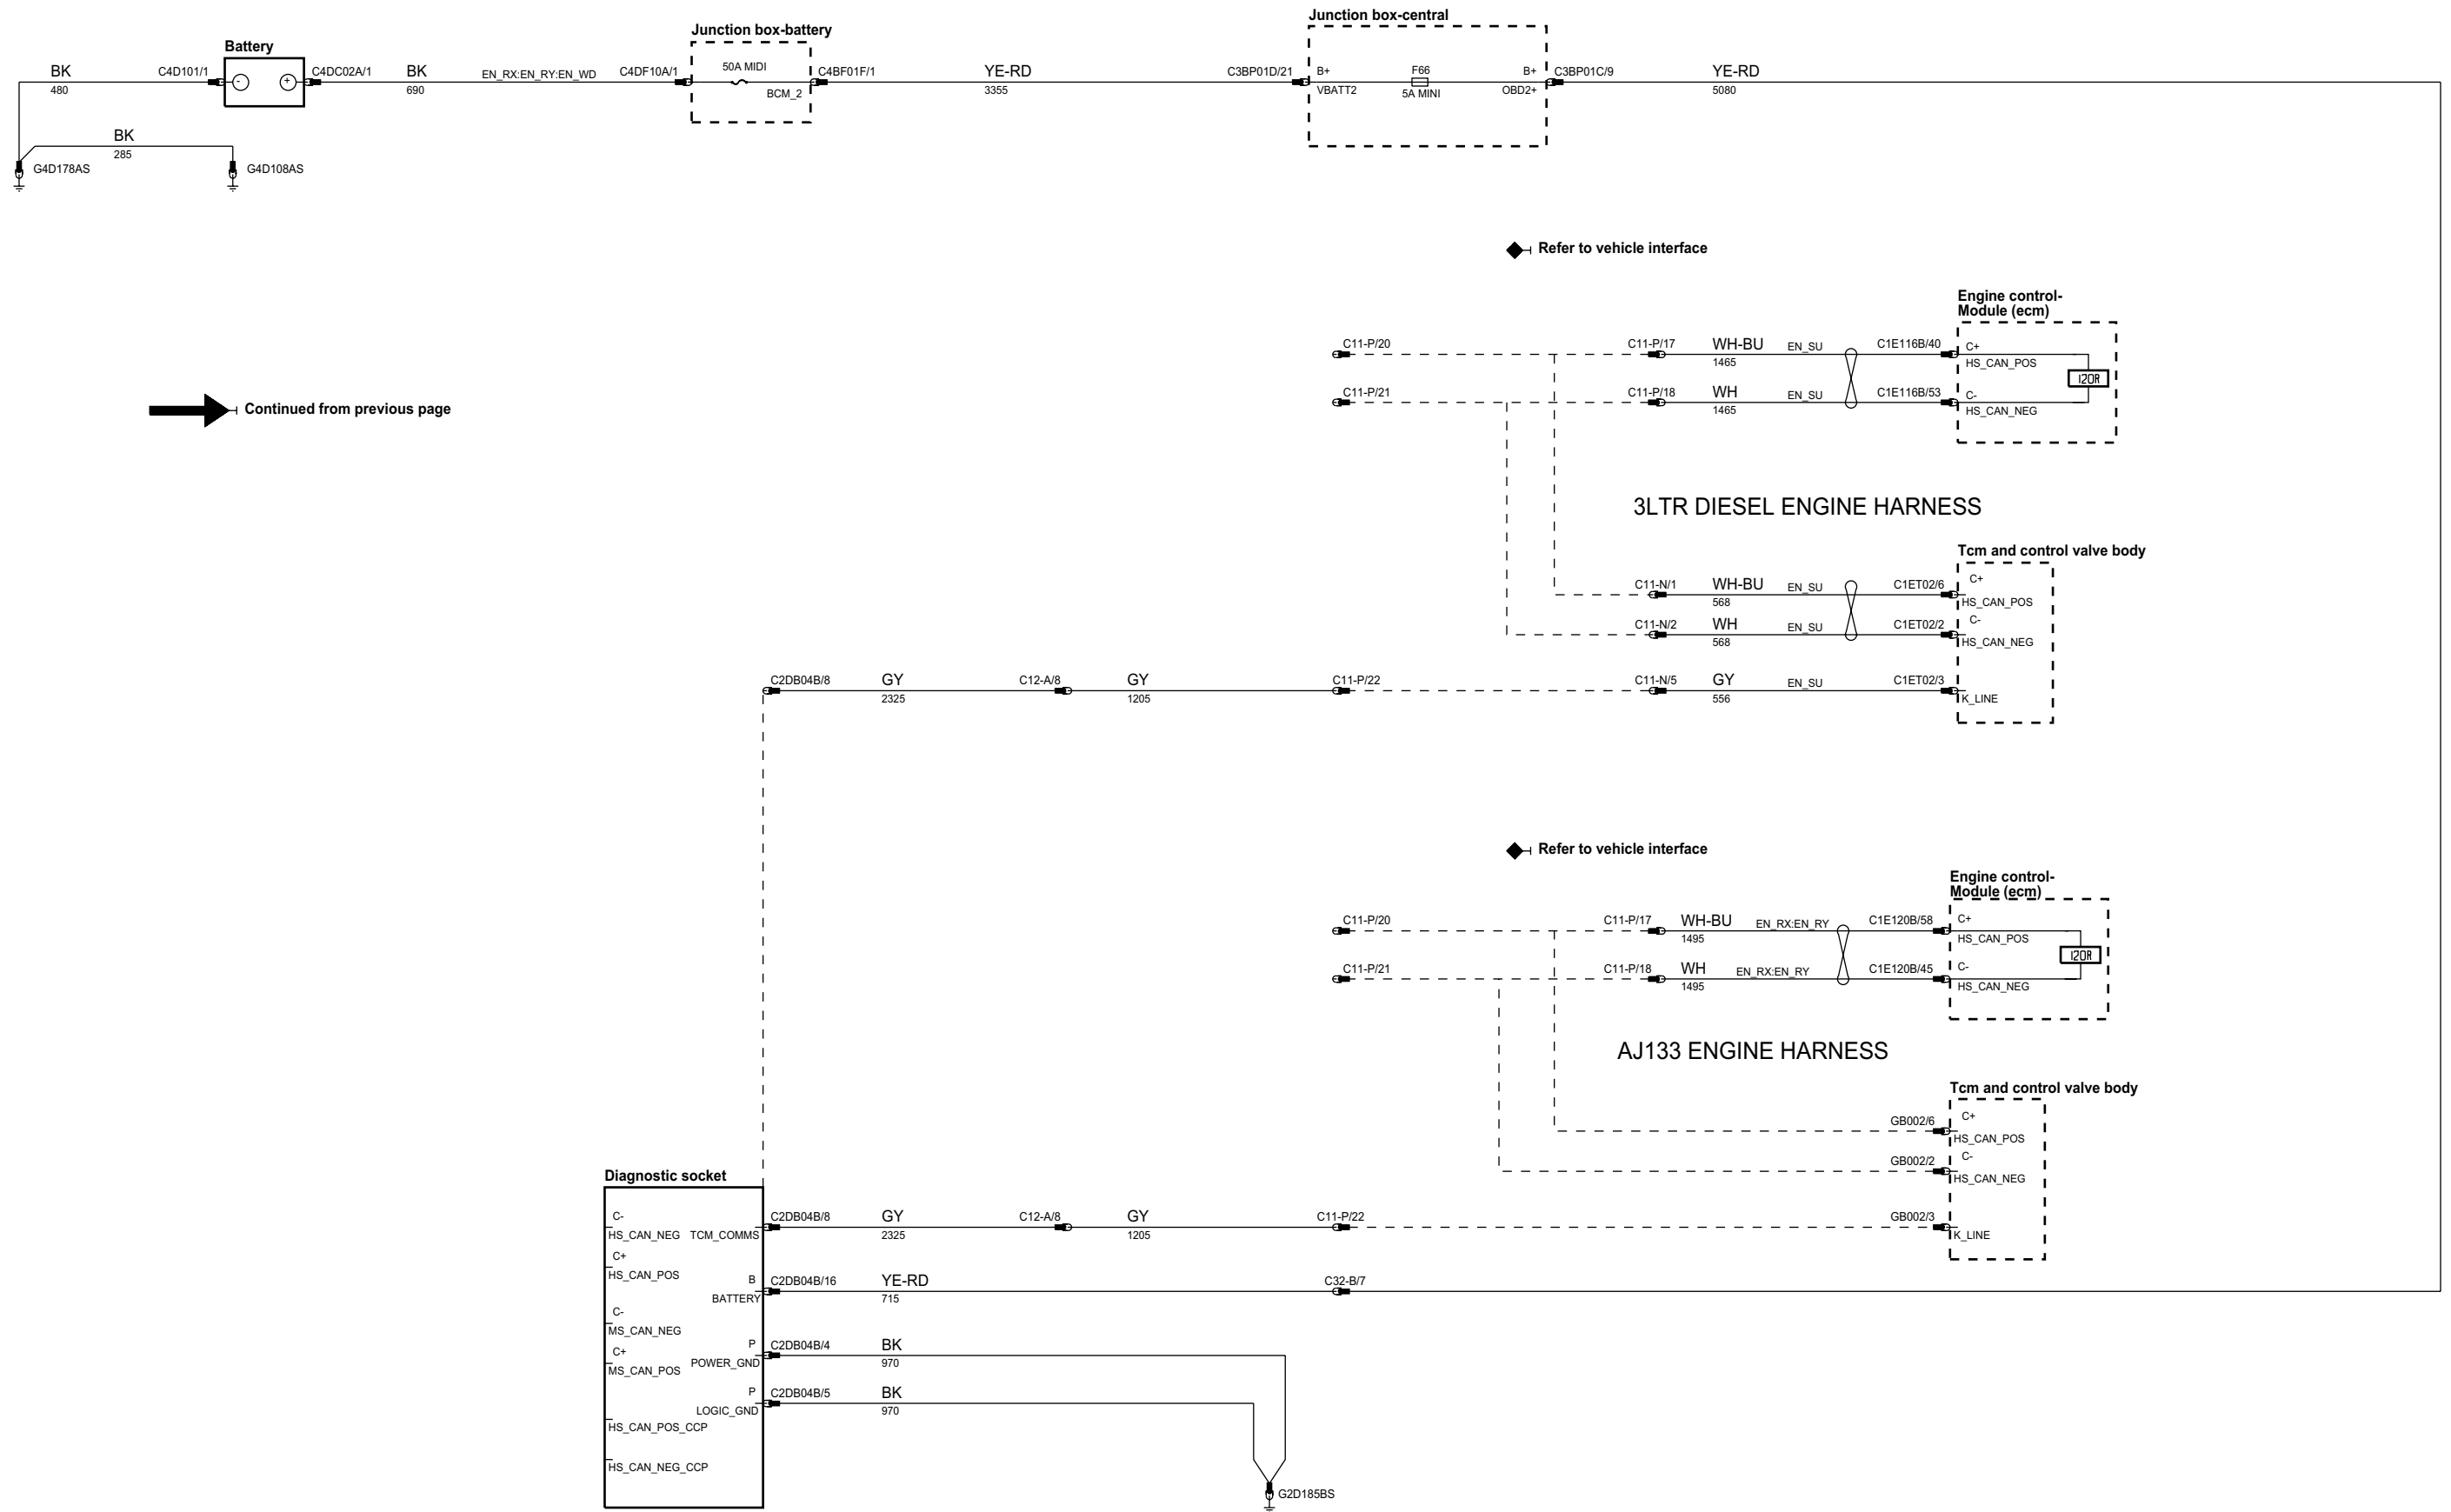 Junction box-central
Junction box-battery
Battery
BK
480
C4D101/1
-
+
C4DC02A/1
BK
690
EN_RX:EN_RY:EN_WD
C4DF10A/1
50A MIDI
BCM_2
C4BF01F/1
YE-RD
3355
C3BP01D/21
B+
VBATT2
F66
5A MINI
B+
OBD2+
C3BP01C/9
YE-RD
5080
BK
285
G4D178AS
G4D108AS
Refer to vehicle interface
Continued from previous page
Engine control-
Module (ecm)
C11-P/20
C11-P/17
WH-BU
1465
EN_SU
C1E116B/40
C+
HS_CAN_POS
120R
C11-P/21
C11-P/18
WH
1465
EN_SU
C1E116B/53
C-
HS_CAN_NEG
3LTR DIESEL ENGINE HARNESS
Tcm and control valve body
C11-N/1
WH-BU
568
EN_SU
C1ET02/6
C+
HS_CAN_POS
C11-N/2
WH
568
EN_SU
C1ET02/2
C-
HS_CAN_NEG
C2DB04B/8
GY
2325
C12-A/8
GY
1205
C11-P/22
C11-N/5
GY
556
EN_SU
C1ET02/3
K_LINE
Refer to vehicle interface
Engine control-
Module (ecm)
C11-P/20
C11-P/17
WH-BU
1495
EN_RX:EN_RY
C1E120B/58
C+
HS_CAN_POS
120R
C11-P/21
C11-P/18
WH
1495
EN_RX:EN_RY
C1E120B/45
C-
HS_CAN_NEG
AJ133 ENGINE HARNESS
Tcm and control valve body
GB002/6
C+
HS_CAN_POS
GB002/2
C-
HS_CAN_NEG
Diagnostic socket
C-
HS_CAN_NEG
TCM_COMMS
C2DB04B/8
GY
2325
C12-A/8
GY
1205
C11-P/22
GB002/3
K_LINE
C+
HS_CAN_POS
B
BATTERY
C2DB04B/16
YE-RD
715
C32-B/7
C-
MS_CAN_NEG
P
POWER_GND
C2DB04B/4
BK
970
C+
MS_CAN_POS
P
LOGIC_GND
C2DB04B/5
BK
970
HS_CAN_POS_CCP
HS_CAN_NEG_CCP
G2D185BS